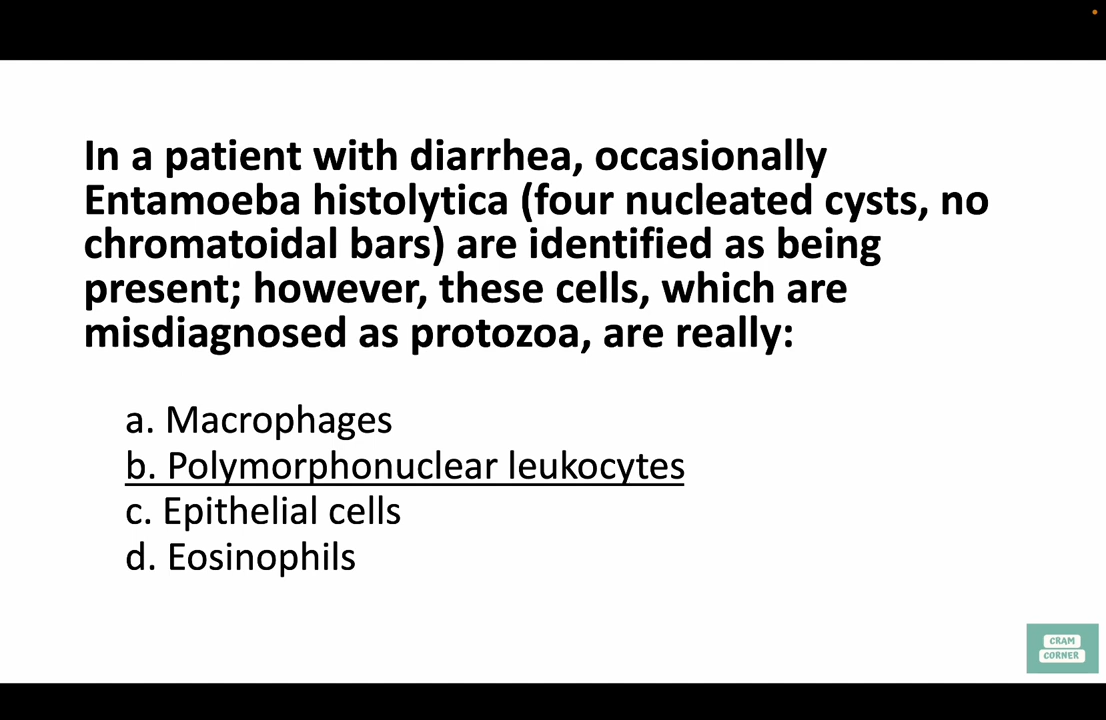 In a patient with diarrhea, occasionally
Entamoeba histolytica (four nucleated cysts, no
chromatoidal bars) are identified as being
present; however, these cells, which are
misdiagnosed as protozoa, are really:
a. Macrophages
b. Polymorphonuclear leukocytes
c. Epithelial cells
d. Eosinophils
CRAM
CORNER